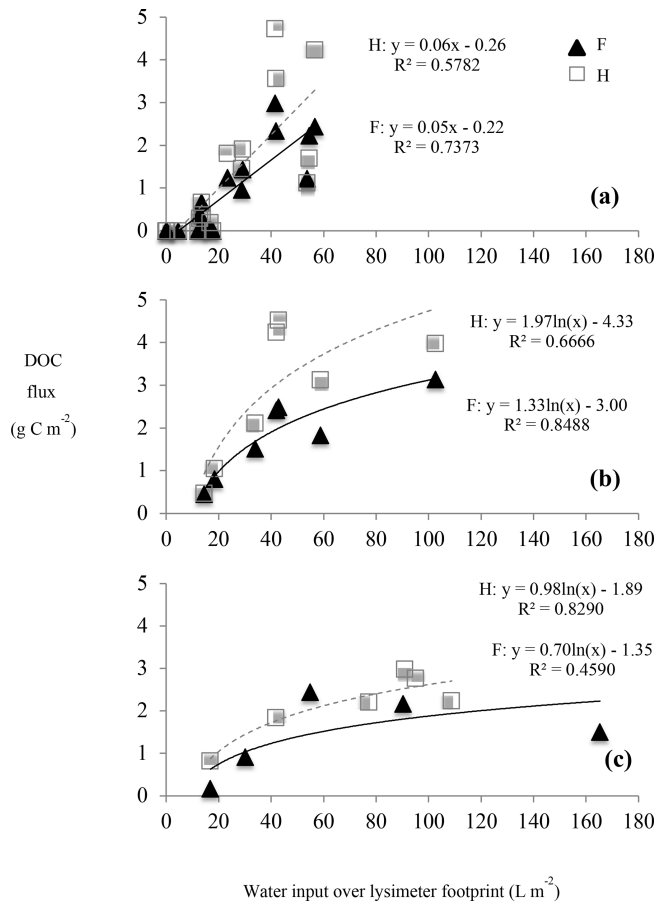 5
4
3
2
1
0
0 20 40 60 80 100 120 140 160 180
H: y = 0.06x - 0.26
R² = 0.5782
F: y = 0.05x - 0.22
R² = 0.7373
F
H
(a)
DOC
flux
(g C m⁻²)
5
4
3
2
1
0
0 20 40 60 80 100 120 140 160 180
H: y = 1.97ln(x) - 4.33
R² = 0.6666
F: y = 1.33ln(x) - 3.00
R² = 0.8488
(b)
5
4
3
2
1
0
0 20 40 60 80 100 120 140 160 180
H: y = 0.98ln(x) - 1.89
R² = 0.8290
F: y = 0.70ln(x) - 1.35
R² = 0.4590
(c)
Water input over lysimeter footprint (L m⁻²)